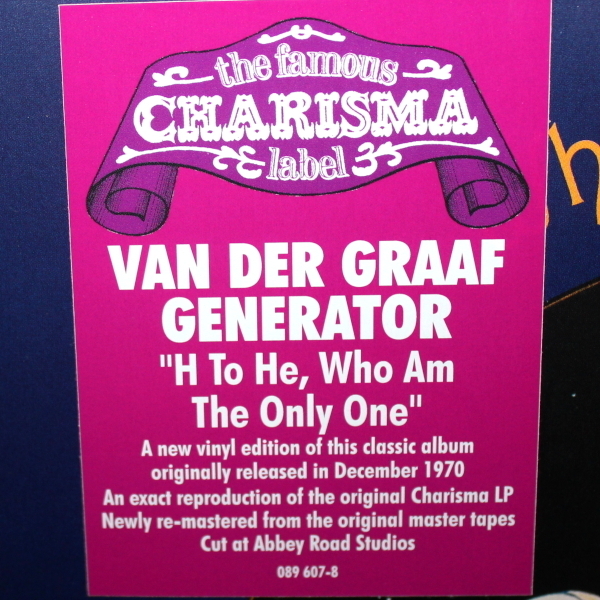 the famous
CHARISMA
label
VAN DER GRAAF
GENERATOR
"H To He, Who Am
The Only One"
A new vinyl edition of this classic album
originally released in December 1970
An exact reproduction of the original Charisma LP
Newly re-mastered from the original master tapes
Cut at Abbey Road Studios
089 607-8